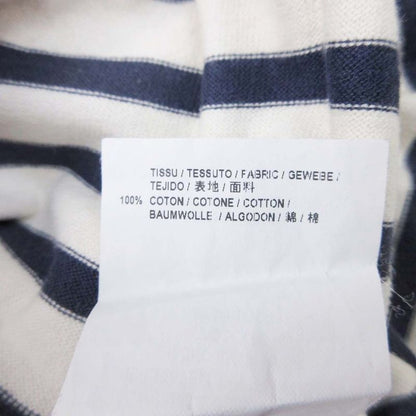 TISSU / TESSUTO / FABRIC / GEWEBE /
TEJIDO / 表地 / 面料
100% COTON / COTONE / COTTON /
BAUMWOLLE / ALGODON / 綿 / 棉